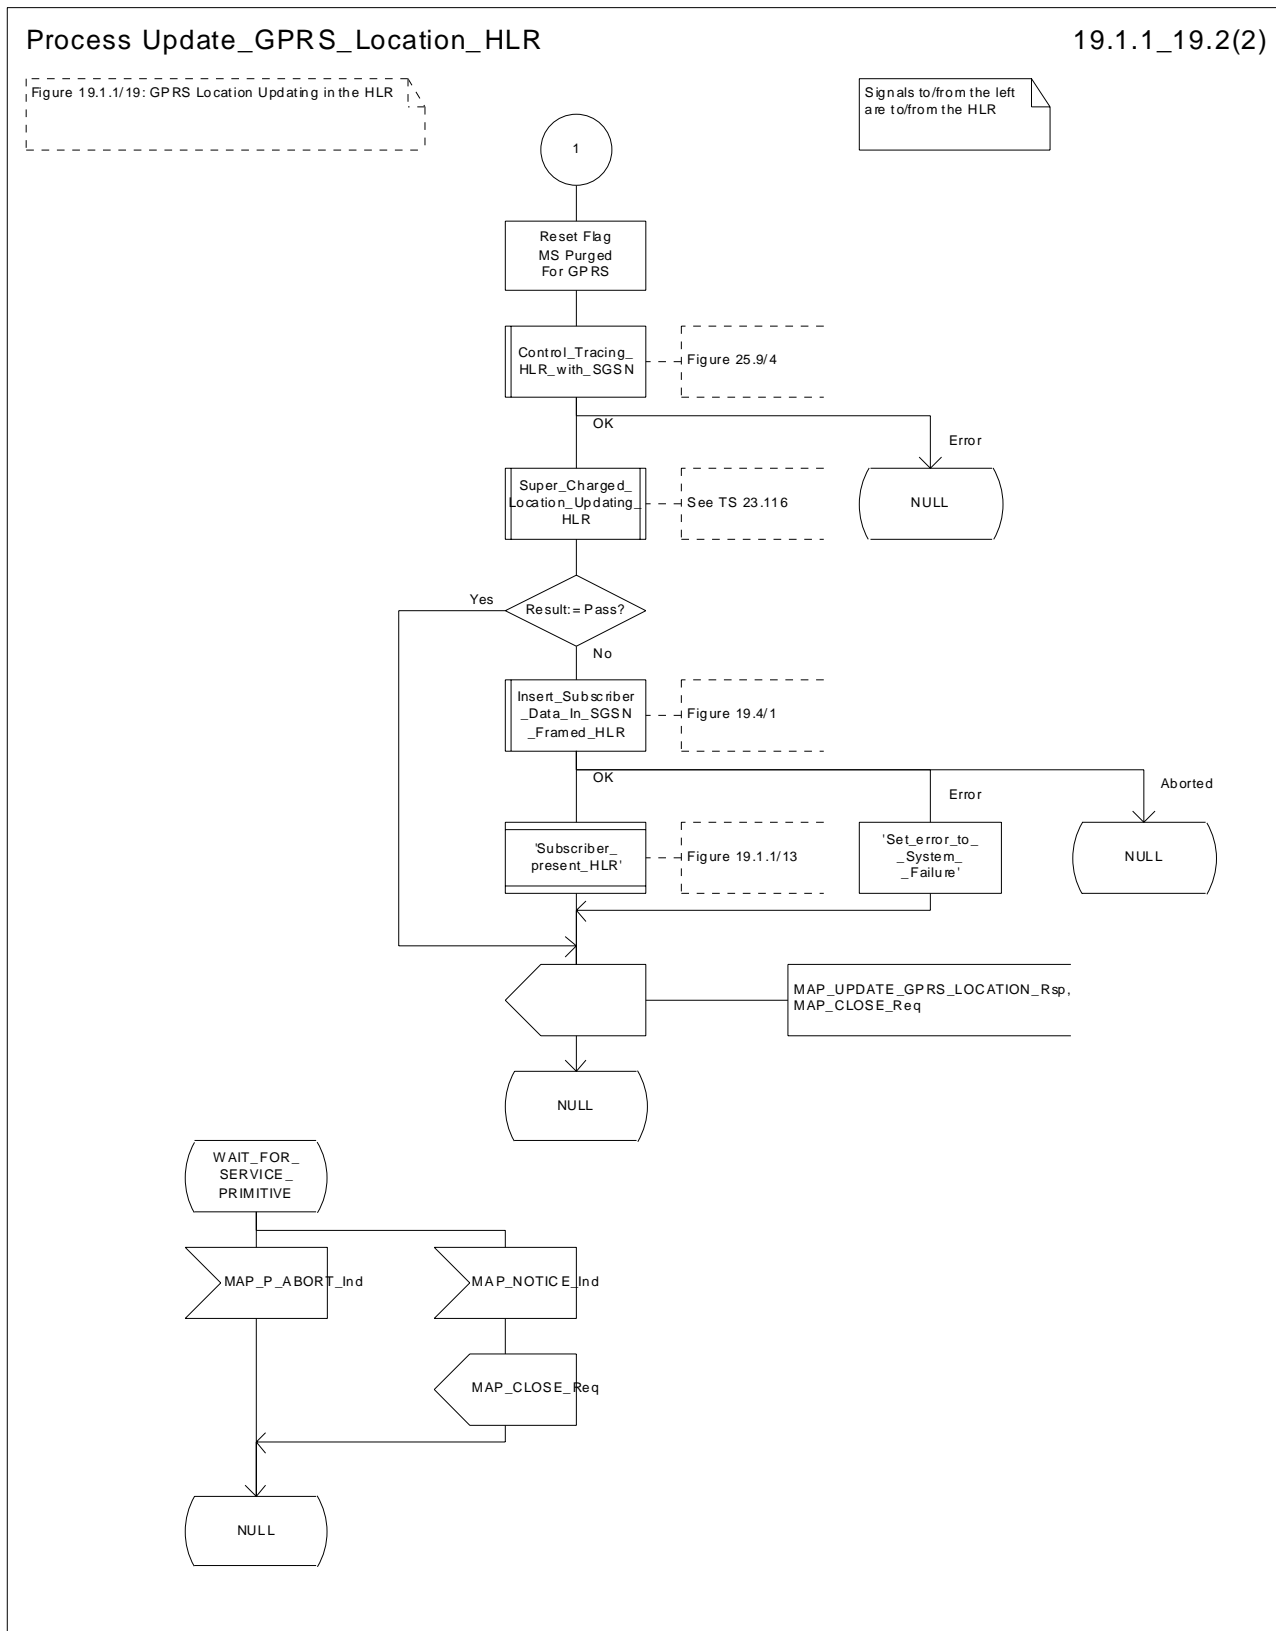 Process Update_GPRS_Location_HLR
19.1.1_19.2(2)
Figure 19.1.1/19: GPRS Location Updating in the HLR
Signals to/from the left
are to/from the HLR
1
Reset Flag
MS Purged
For GPRS
Control_Tracing_
HLR_with_SGSN
Figure 25.9/4
OK
Error
Super_Charged_
Location_Updating_
HLR
See TS 23.116
NULL
Yes
Result:= Pass?
No
Insert_Subscriber
_Data_In_SGSN
_Framed_HLR
Figure 19.4/1
OK
Error
Aborted
'Subscriber_
present_HLR'
Figure 19.1.1/13
'Set_error_to_
_System_
_Failure'
NULL
MAP_UPDATE_GPRS_LOCATION_Rsp,
MAP_CLOSE_Req
NULL
WAIT_FOR_
SERVICE_
PRIMITIVE
MAP_P_ABORT_Ind
MAP_NOTICE_Ind
MAP_CLOSE_Req
NULL